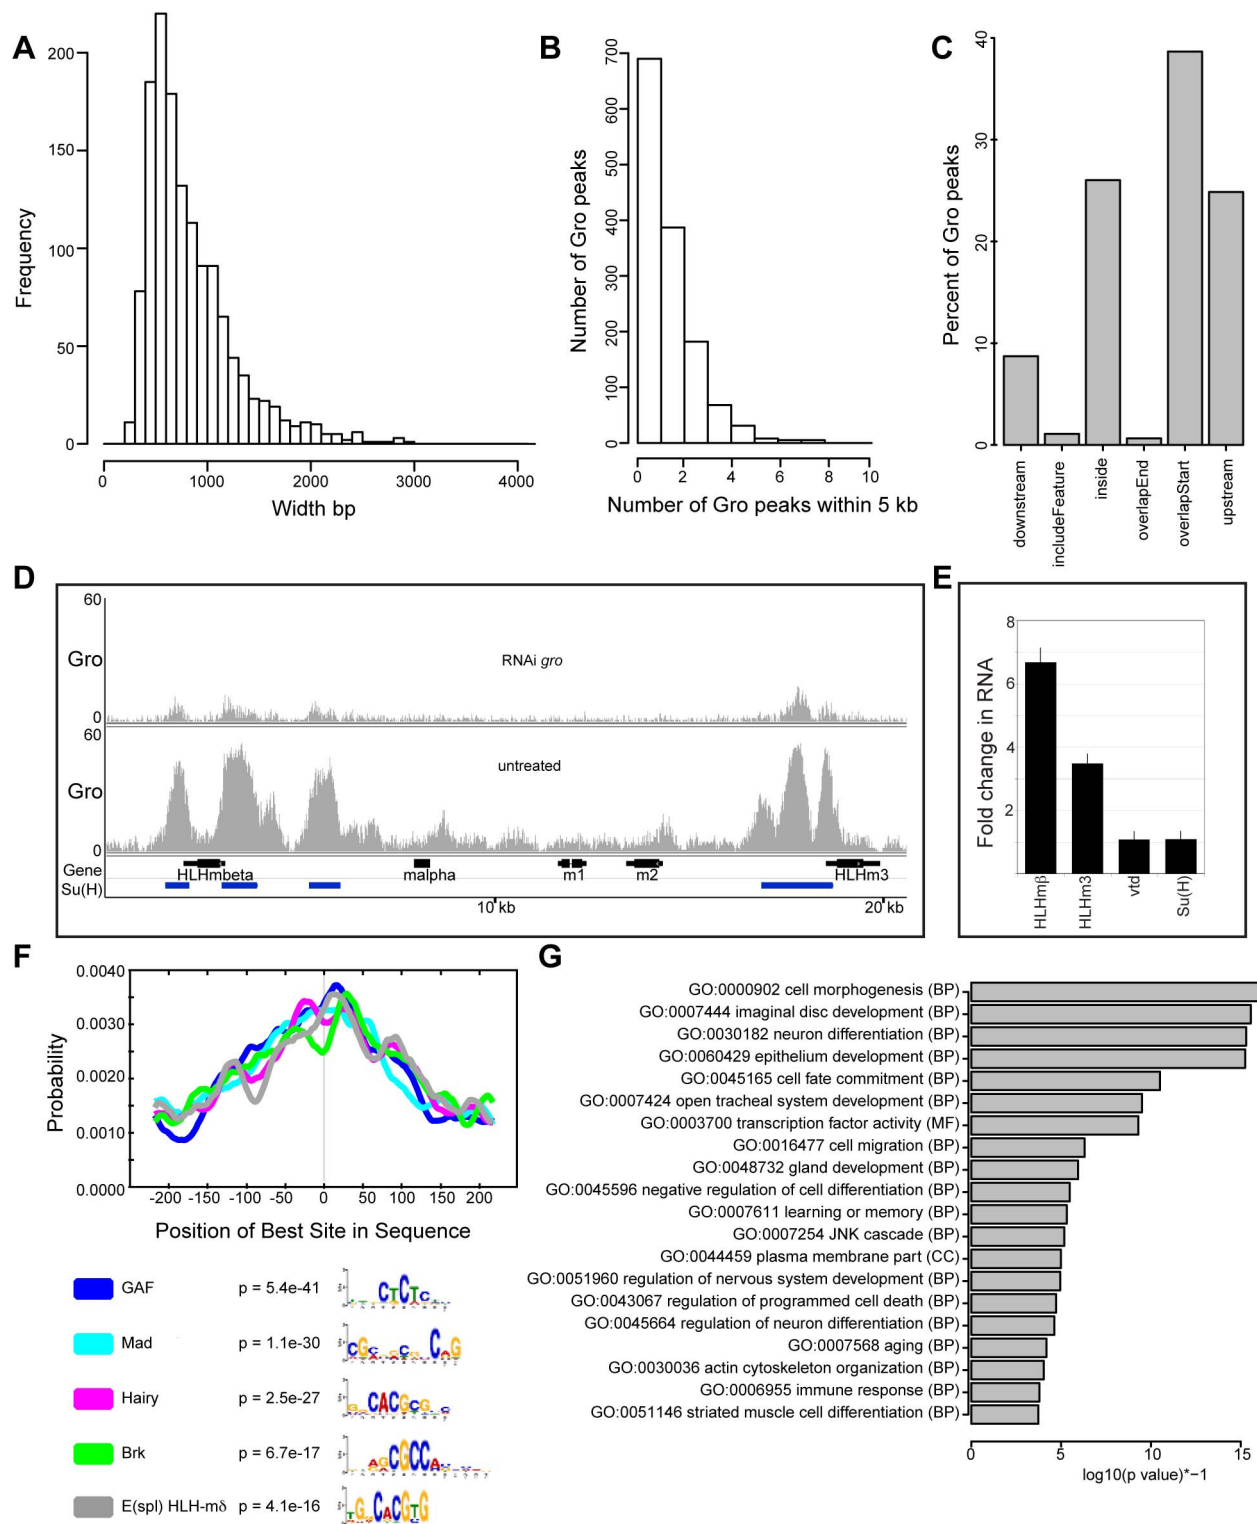 A
200
150
100
50
0
Frequency
0 1000 2000 3000 4000
Width bp
B
700
600
500
400
300
200
100
0
Number of Gro peaks
0 2 4 6 8 10
Number of Gro peaks within 5 kb
C
40
30
20
10
0
Percent of Gro peaks
downstream
includeFeature
inside
overlapEnd
overlapStart
upstream
D
60
Gro
RNAi gro
0
60
untreated
Gro
0
Gene
HLHmbeta malpha m1 m2 HLHm3
Su(H)
10 kb 20 kb
E
8
6
4
2
Fold change in RNA
HLHmβ
HLHm3
vtd
Su(H)
F
0.0040
0.0030
0.0020
0.0010
0.0000
Probability
-200 -150 -100 -50 0 50 100 150 200
Position of Best Site in Sequence
GAF p = 5.4e-41
Mad p = 1.1e-30
Hairy p = 2.5e-27
Brk p = 6.7e-17
E(spl) HLH-mδ p = 4.1e-16
G
GO:0000902 cell morphogenesis (BP)
GO:0007444 imaginal disc development (BP)
GO:0030182 neuron differentiation (BP)
GO:0060429 epithelium development (BP)
GO:0045165 cell fate commitment (BP)
GO:0007424 open tracheal system development (BP)
GO:0003700 transcription factor activity (MF)
GO:0016477 cell migration (BP)
GO:0048732 gland development (BP)
GO:0045596 negative regulation of cell differentiation (BP)
GO:0007611 learning or memory (BP)
GO:0007254 JNK cascade (BP)
GO:0044459 plasma membrane part (CC)
GO:0051960 regulation of nervous system development (BP)
GO:0043067 regulation of programmed cell death (BP)
GO:0045664 regulation of neuron differentiation (BP)
GO:0007568 aging (BP)
GO:0030036 actin cytoskeleton organization (BP)
GO:0006955 immune response (BP)
GO:0051146 striated muscle cell differentiation (BP)
0 5 10 15
log10(p value)*−1